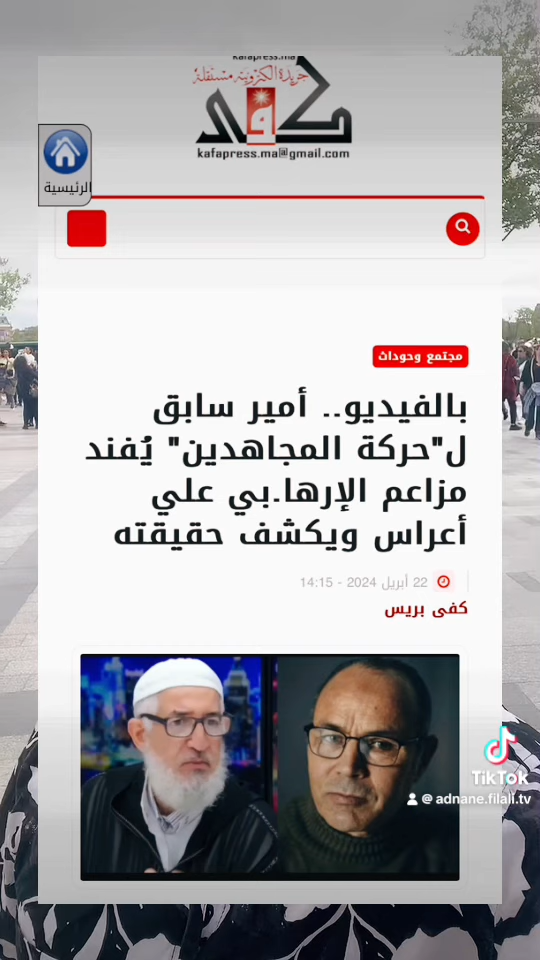 kafapress.ma
جريدة الكترونية مستقلة
كفى
kafapress.ma@gmail.com
الرئيسية
مجتمع وحوداث
بالفيديو.. أمير سابق
ل"حركة المجاهدين" يُفند
مزاعم الإرها.بي علي
أعراس ويكشف حقيقته
22 أبريل 2024 - 14:15
كفى بريس
TikTok
@ adnane.filali.tv